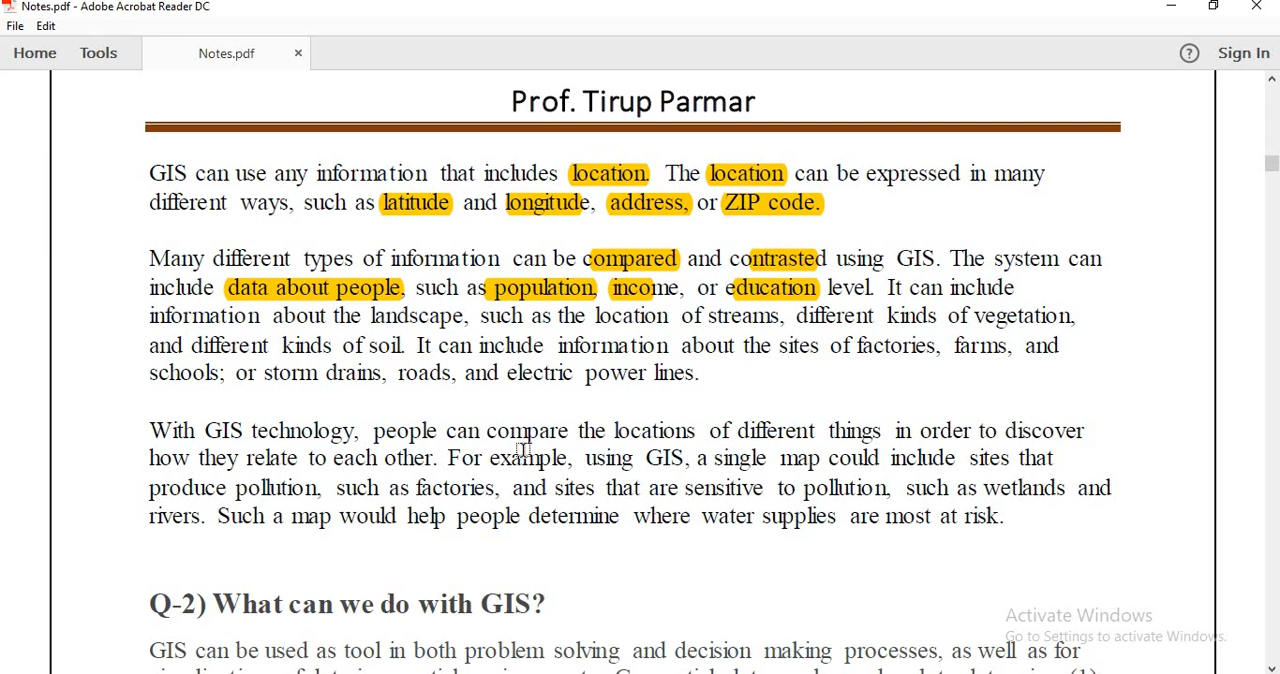 Notes.pdf - Adobe Acrobat Reader DC
File Edit
Home Tools Notes.pdf × ? Sign In
Prof. Tirup Parmar
GIS can use any information that includes location. The location can be expressed in many
different ways, such as latitude and longitude, address, or ZIP code.
Many different types of information can be compared and contrasted using GIS. The system can
include data about people, such as population, income, or education level. It can include
information about the landscape, such as the location of streams, different kinds of vegetation,
and different kinds of soil. It can include information about the sites of factories, farms, and
schools; or storm drains, roads, and electric power lines.
With GIS technology, people can compare the locations of different things in order to discover
how they relate to each other. For example, using GIS, a single map could include sites that
produce pollution, such as factories, and sites that are sensitive to pollution, such as wetlands and
rivers. Such a map would help people determine where water supplies are most at risk.
Q-2) What can we do with GIS?
Activate Windows
Go to Settings to activate Windows.
GIS can be used as tool in both problem solving and decision making processes, as well as for